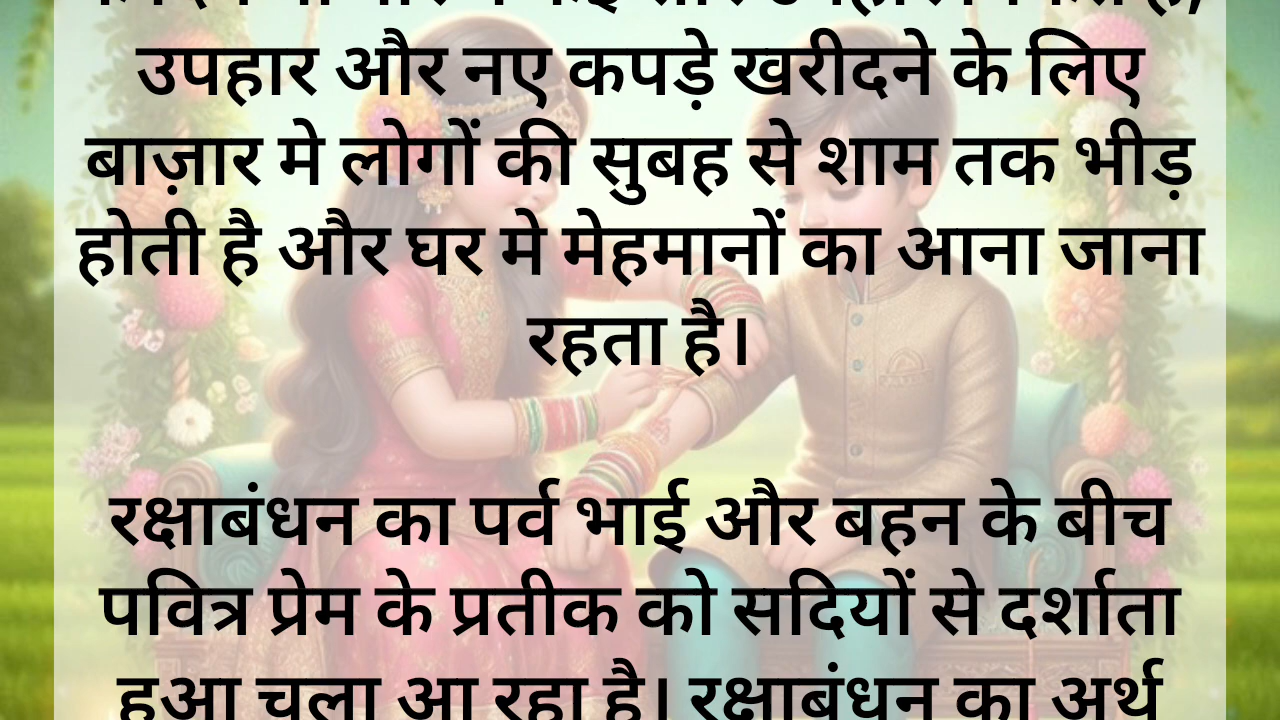 उपहार और नए कपड़े खरीदने के लिए
बाज़ार मे लोगों की सुबह से शाम तक भीड़
होती है और घर मे मेहमानों का आना जाना
रहता है।
रक्षाबंधन का पर्व भाई और बहन के बीच
पवित्र प्रेम के प्रतीक को सदियों से दर्शाता
हुआ चला आ रहा है। रक्षाबंधन का अर्थ